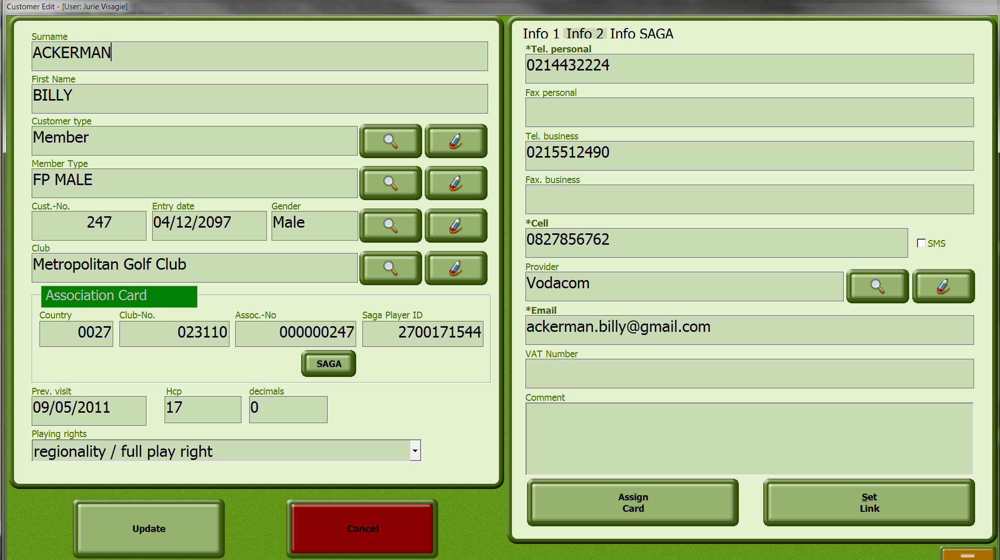 Customer Edit - [User: Jurie Visagie]
Surname
ACKERMAN
First Name
BILLY
Customer type
Member
Member Type
FP MALE
Cust.-No. Entry date Gender
247 04/12/2097 Male
Club
Metropolitan Golf Club
Association Card
Country Club-No. Assoc.-No Saga Player ID
0027 023110 000000247 2700171544
SAGA
Prev. visit Hcp decimals
09/05/2011 17 0
Playing rights
regionality / full play right
Update Cancel
Info 1 Info 2 Info SAGA
*Tel. personal
0214432224
Fax personal
Tel. business
0215512490
Fax. business
*Cell
0827856762
SMS
Provider
Vodacom
*Email
ackerman.billy@gmail.com
VAT Number
Comment
Assign
Card
Set
Link